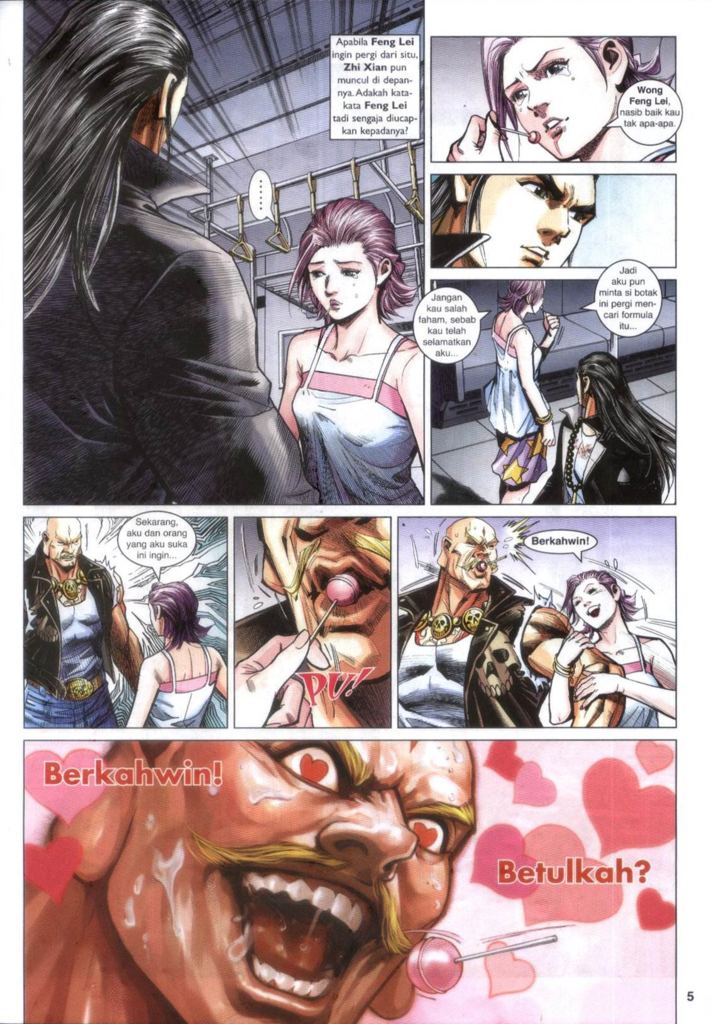 Apabila Feng Lei
ingin pergi dari situ,
Zhi Xian pun
muncul di depan-
nya. Adakah kata-
kata Feng Lei
tadi sengaja diucap-
kan kepadanya?
.....
Wong
Feng Lei,
nasib baik kau
tak apa-apa.
Jangan
kau salah
faham, sebab
kau telah
selamatkan
aku...
Jadi
aku pun
minta si botak
ini pergi men-
cari formula
itu...
Sekarang,
aku dan orang
yang aku suka
ini ingin...
PU!!
Berkahwin!
Berkahwin!
Betulkah?
5